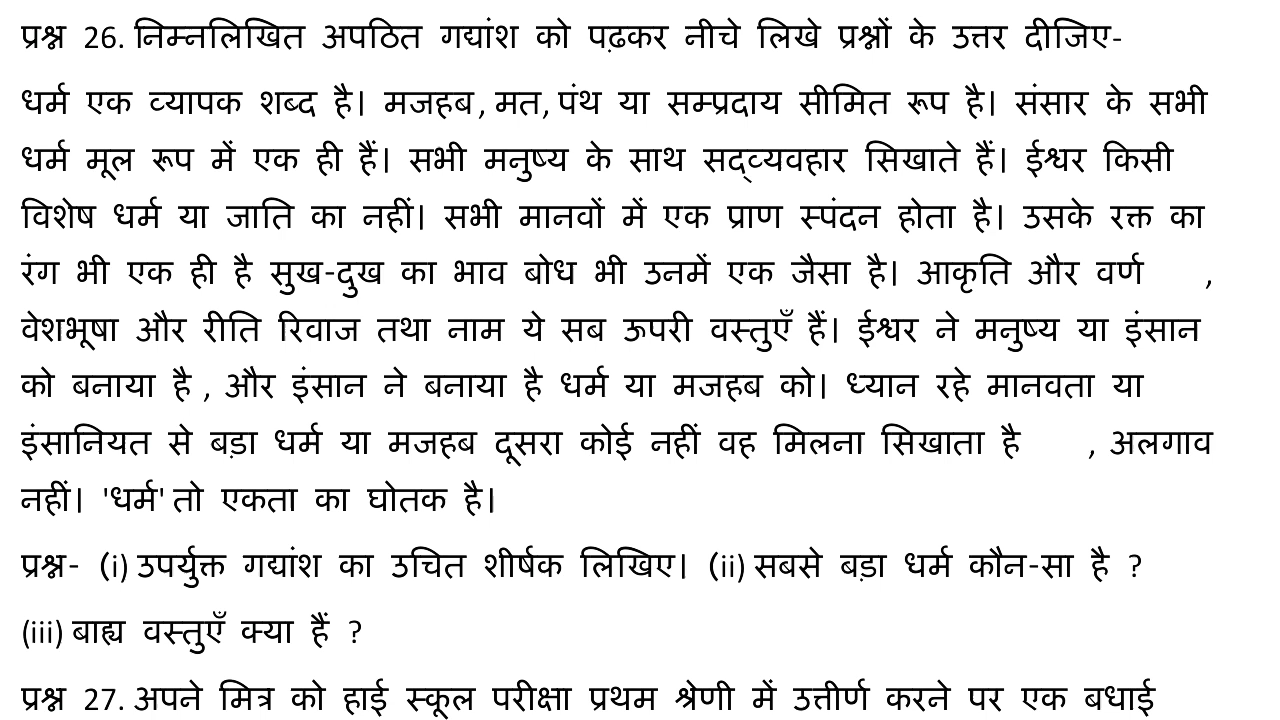 प्रश्न 26. निम्नलिखित अपठित गद्यांश को पढ़कर नीचे लिखे प्रश्नों के उत्तर दीजिए-
धर्म एक व्यापक शब्द है। मजहब, मत, पंथ या सम्प्रदाय सीमित रूप है। संसार के सभी
धर्म मूल रूप में एक ही हैं। सभी मनुष्य के साथ सद्व्यवहार सिखाते हैं। ईश्वर किसी
विशेष धर्म या जाति का नहीं। सभी मानवों में एक प्राण स्पंदन होता है। उसके रक्त का
रंग भी एक ही है सुख-दुख का भाव बोध भी उनमें एक जैसा है। आकृति और वर्ण ,
वेशभूषा और रीति रिवाज तथा नाम ये सब ऊपरी वस्तुएँ हैं। ईश्वर ने मनुष्य या इंसान
को बनाया है , और इंसान ने बनाया है धर्म या मजहब को। ध्यान रहे मानवता या
इंसानियत से बड़ा धर्म या मजहब दूसरा कोई नहीं वह मिलना सिखाता है , अलगाव
नहीं। 'धर्म' तो एकता का घोतक है।
प्रश्न- (i) उपर्युक्त गद्यांश का उचित शीर्षक लिखिए। (ii) सबसे बड़ा धर्म कौन-सा है ?
(iii) बाह्य वस्तुएँ क्या हैं ?
प्रश्न 27. अपने मित्र को हाई स्कूल परीक्षा प्रथम श्रेणी में उत्तीर्ण करने पर एक बधाई